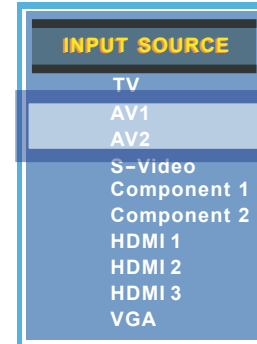 INPUT SOURCE
TV
AV1
AV2
S-Video
Component 1
Component 2
HDMI 1
HDMI 2
HDMI 3
VGA